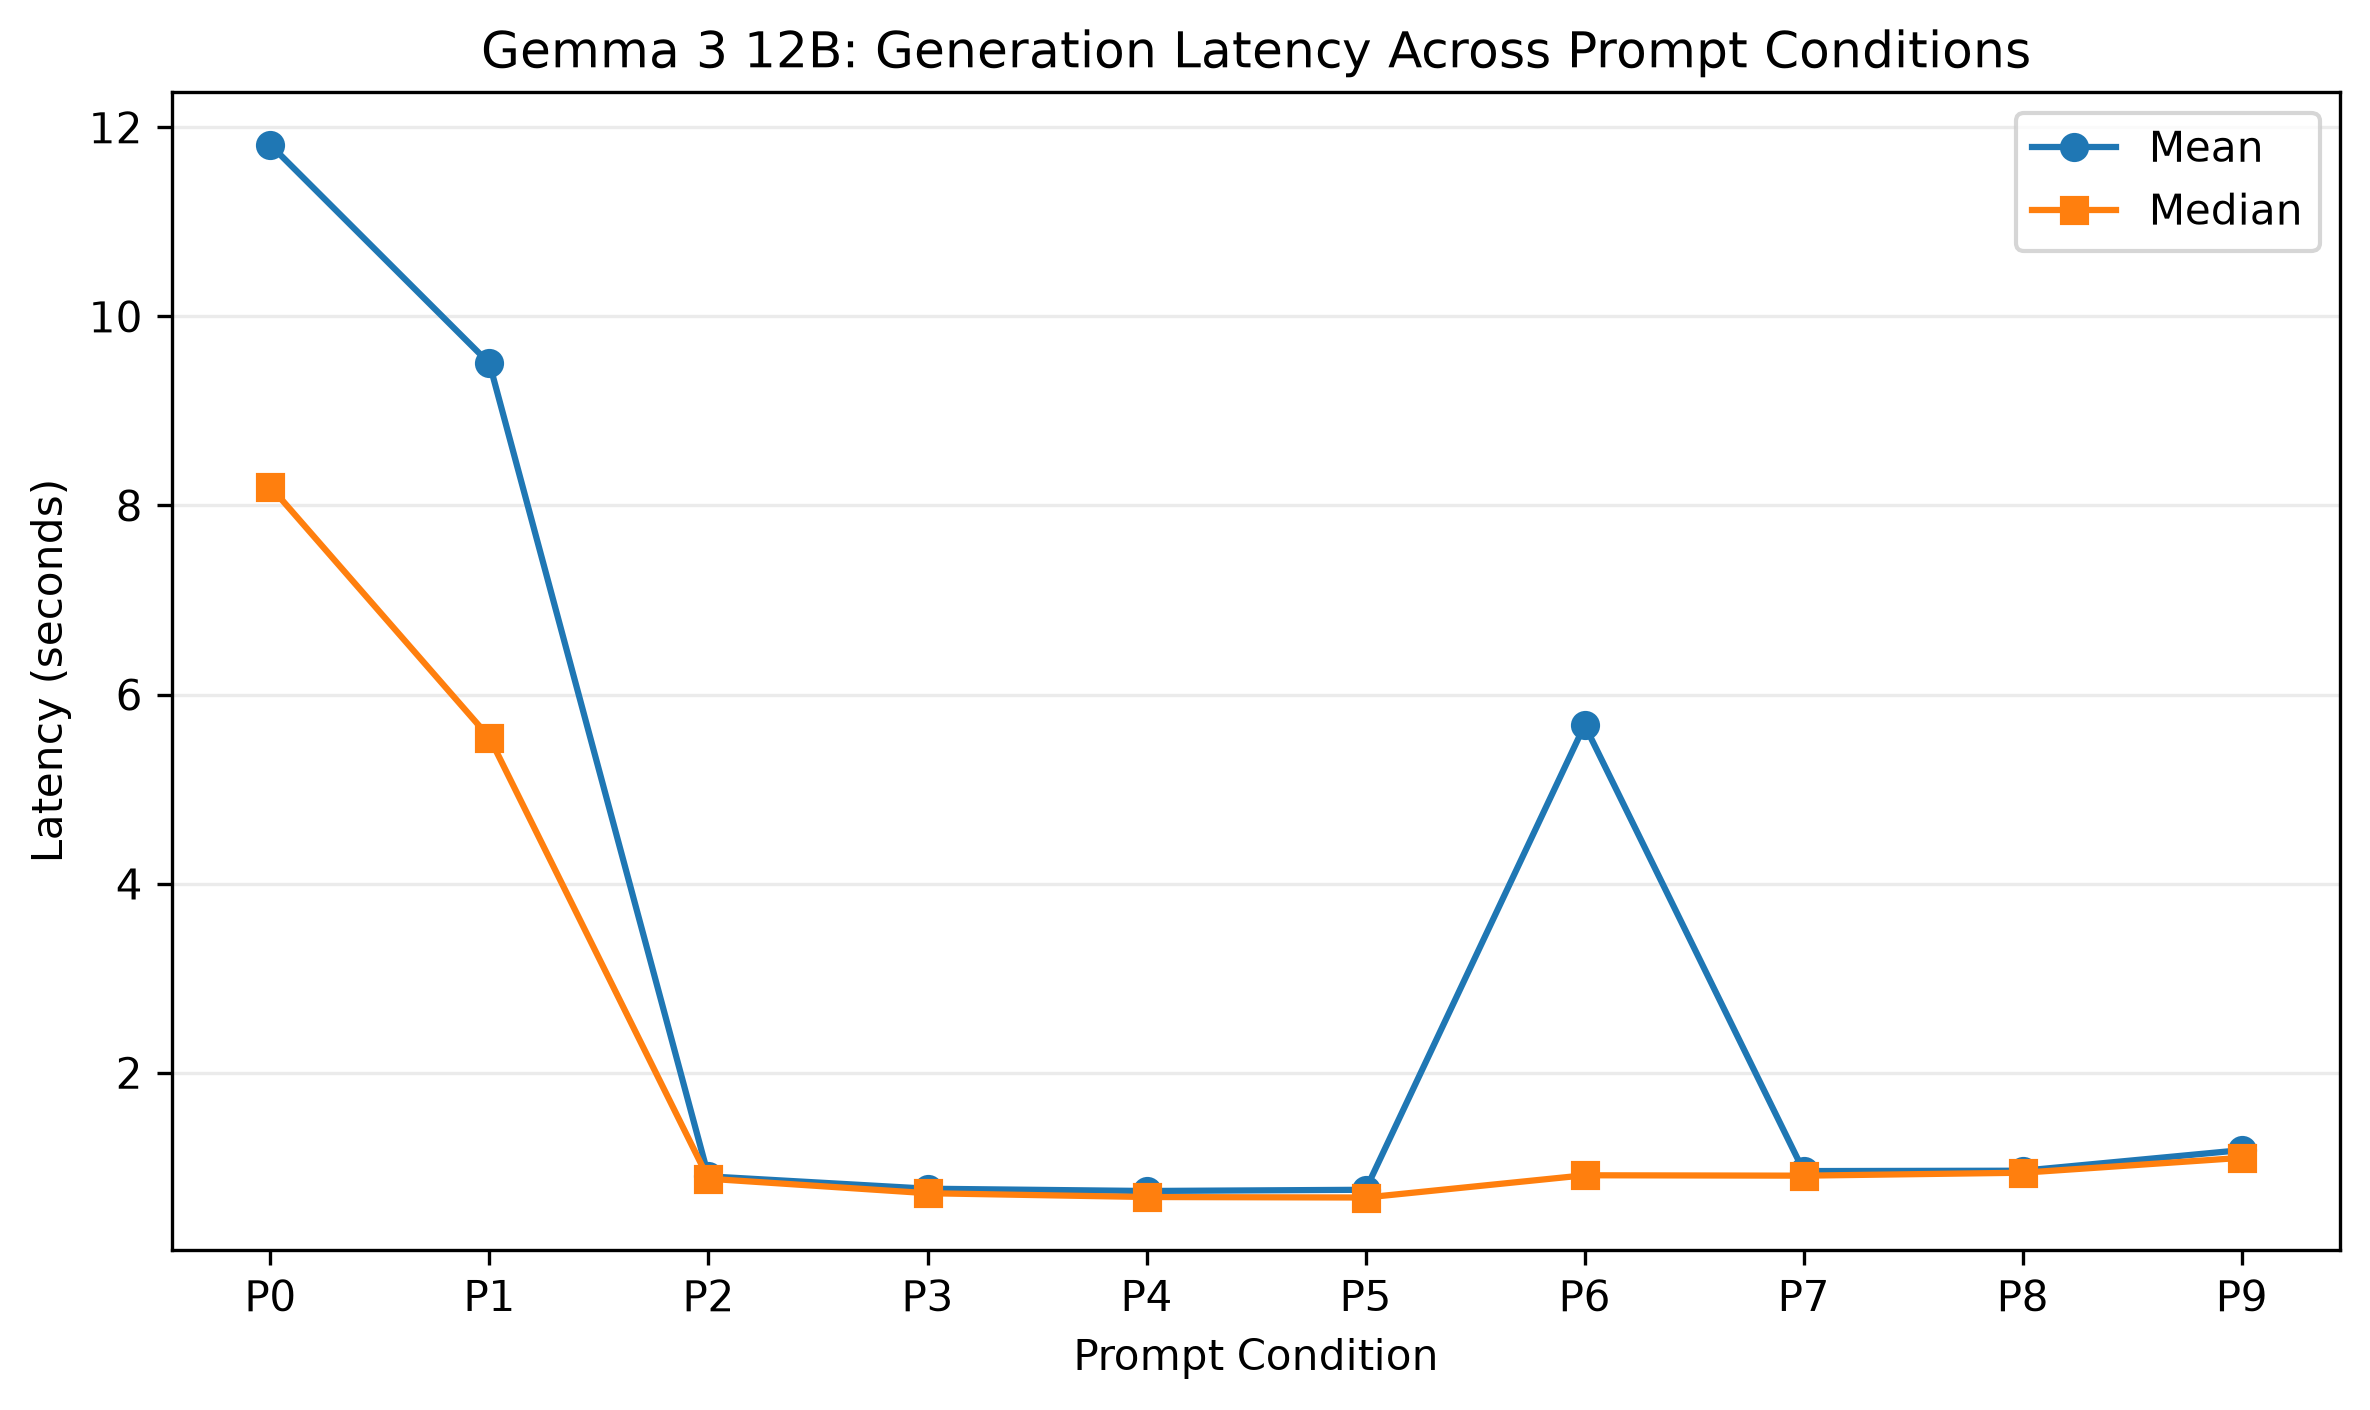 Gemma 3 12B: Generation Latency Across Prompt Conditions
Mean
Median
Latency (seconds)
12
10
8
6
4
2
P0 P1 P2 P3 P4 P5 P6 P7 P8 P9
Prompt Condition